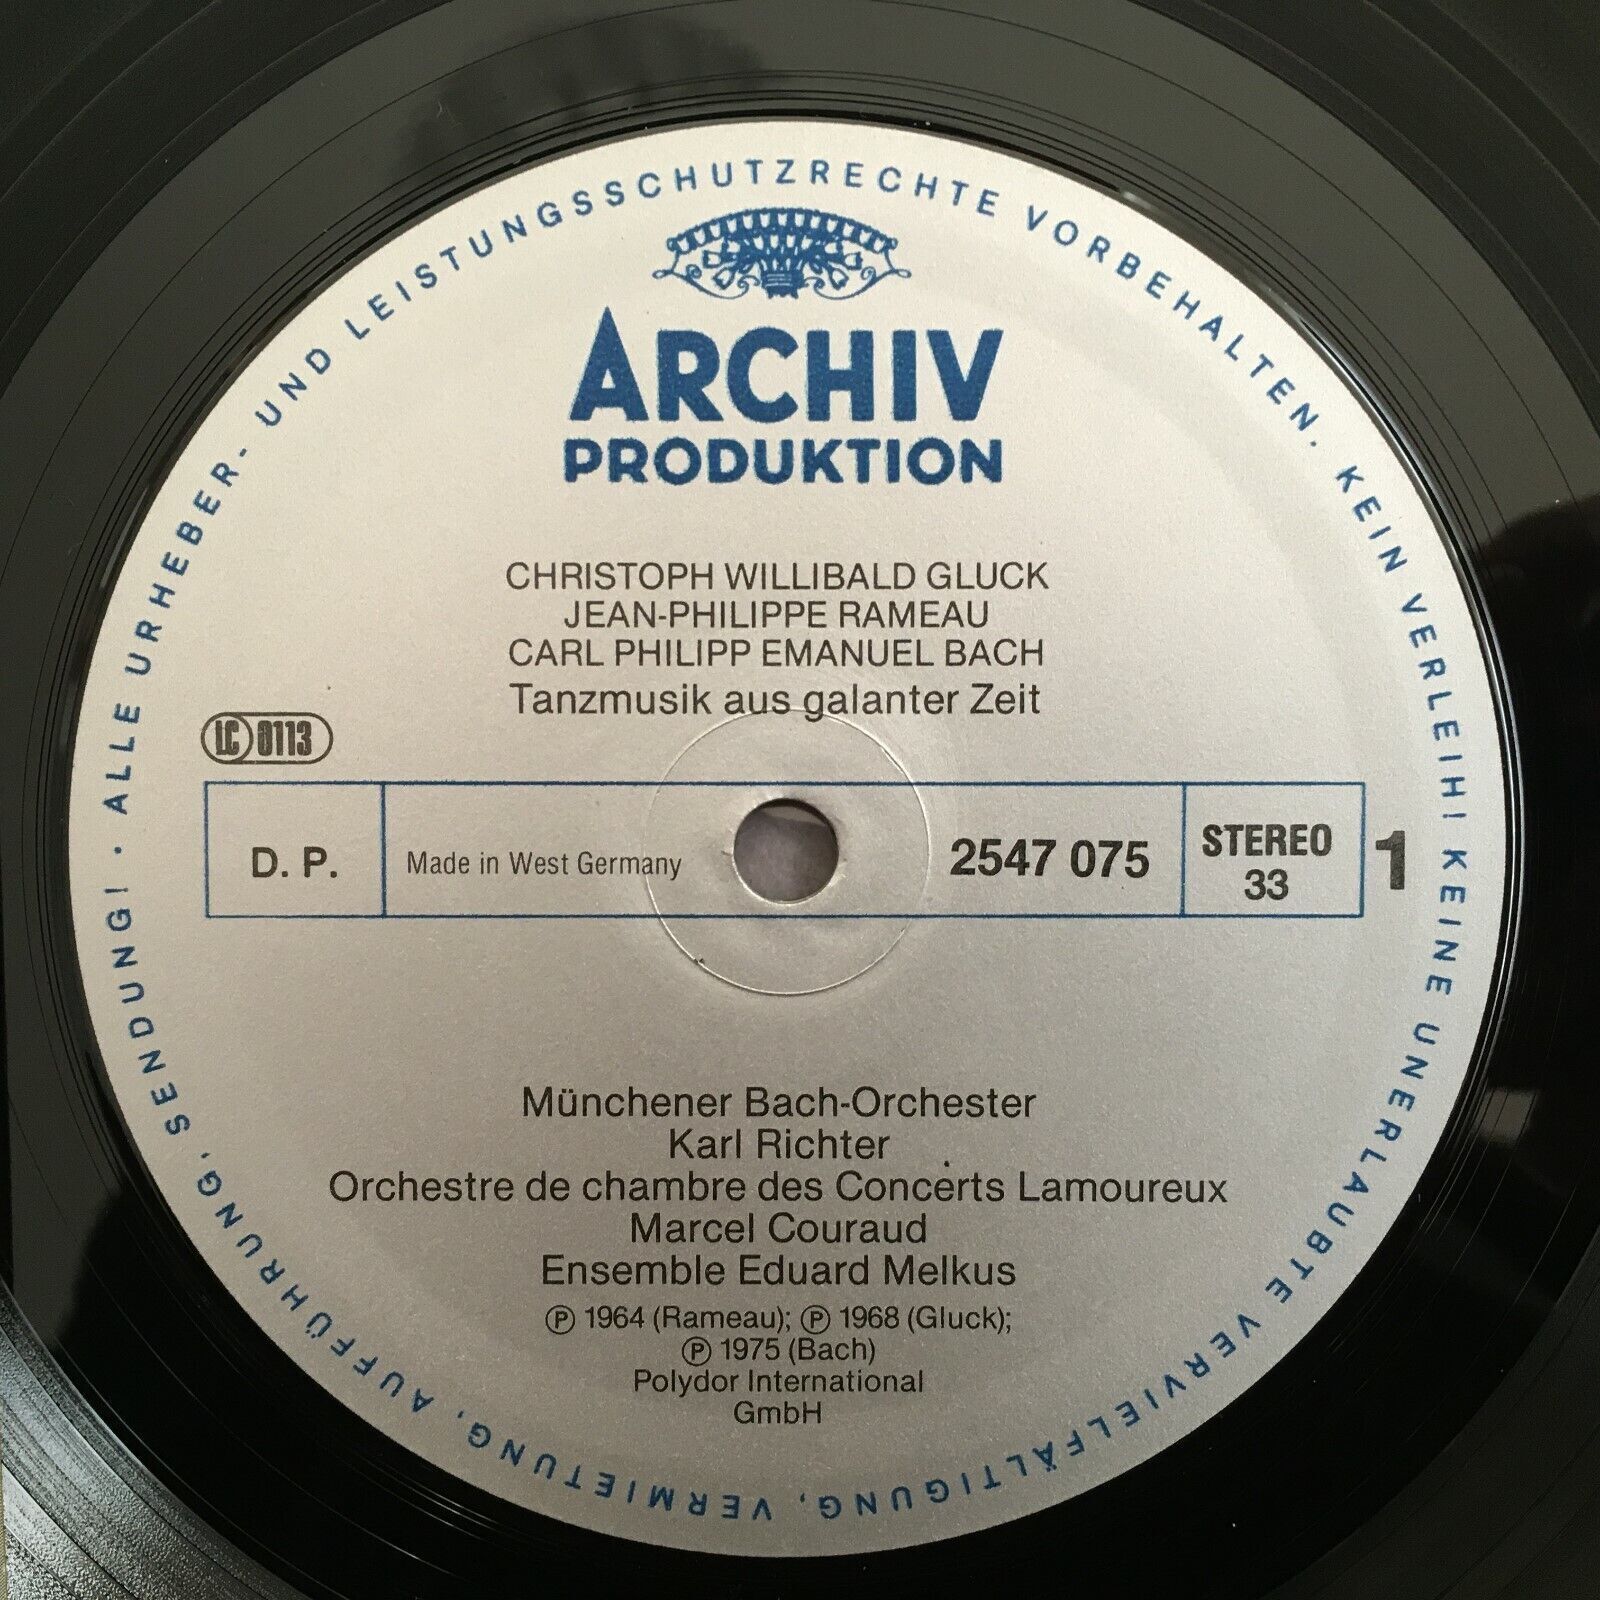 ALLE URHEBER- UND LEISTUNGSSCHUTZRECHTE VORBEHALTEN. KEIN VERLEIH! KEINE UNERLAUBTE VERVIELFÄLTIGUNG, VERMIETUNG, AUFFÜHRUNG, SENDUNG! ·
ARCHIV
PRODUKTION
CHRISTOPH WILLIBALD GLUCK
JEAN-PHILIPPE RAMEAU
CARL PHILIPP EMANUEL BACH
Tanzmusik aus galanter Zeit
LC 0113
D. P. Made in West Germany 2547 075 STEREO 33 1
Münchener Bach-Orchester
Karl Richter
Orchestre de chambre des Concerts Lamoureux
Marcel Couraud
Ensemble Eduard Melkus
℗ 1964 (Rameau); ℗ 1968 (Gluck);
℗ 1975 (Bach)
Polydor International
GmbH